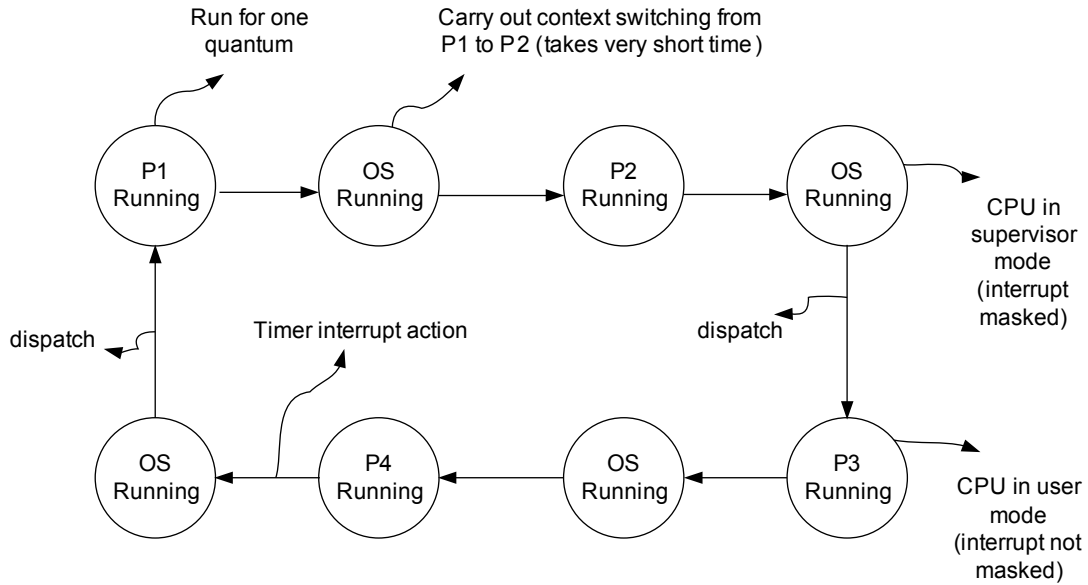 Run for one
quantum
Carry out context switching from
P1 to P2 (takes very short time)
P1
Running
OS
Running
P2
Running
OS
Running
CPU in
supervisor
mode
(interrupt
masked)
dispatch
Timer interrupt action
dispatch
OS
Running
P4
Running
OS
Running
P3
Running
CPU in user
mode
(interrupt not
masked)